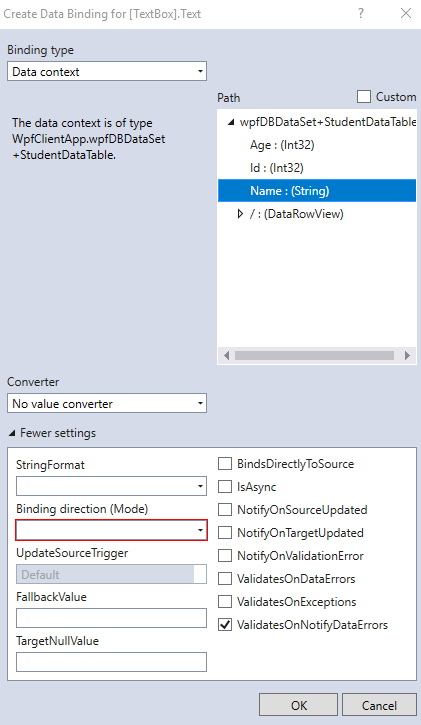 Create Data Binding for [TextBox].Text
?
Binding type
Data context
The data context is of type
WpfClientApp.wpfDBDataSet
+StudentDataTable.
Path
Custom
wpfDBDataSet+StudentDataTable
Age : (Int32)
Id : (Int32)
Name : (String)
/ : (DataRowView)
Converter
No value converter
Fewer settings
StringFormat
Binding direction (Mode)
UpdateSourceTrigger
Default
FallbackValue
TargetNullValue
BindsDirectlyToSource
IsAsync
NotifyOnSourceUpdated
NotifyOnTargetUpdated
NotifyOnValidationError
ValidatesOnDataErrors
ValidatesOnExceptions
ValidatesOnNotifyDataErrors
OK
Cancel